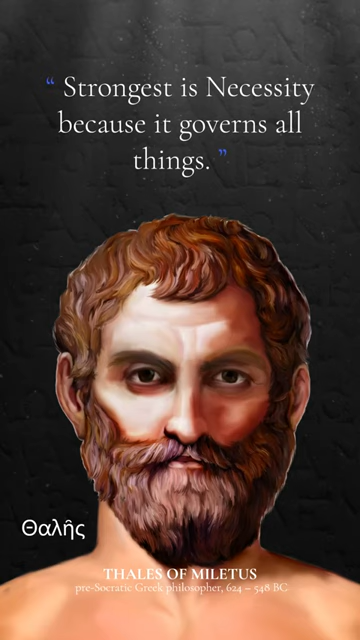 “ Strongest is Necessity
because it governs all
things. ”
Θαλῆς
THALES OF MILETUS
pre-Socratic Greek philosopher, 624 – 548 BC